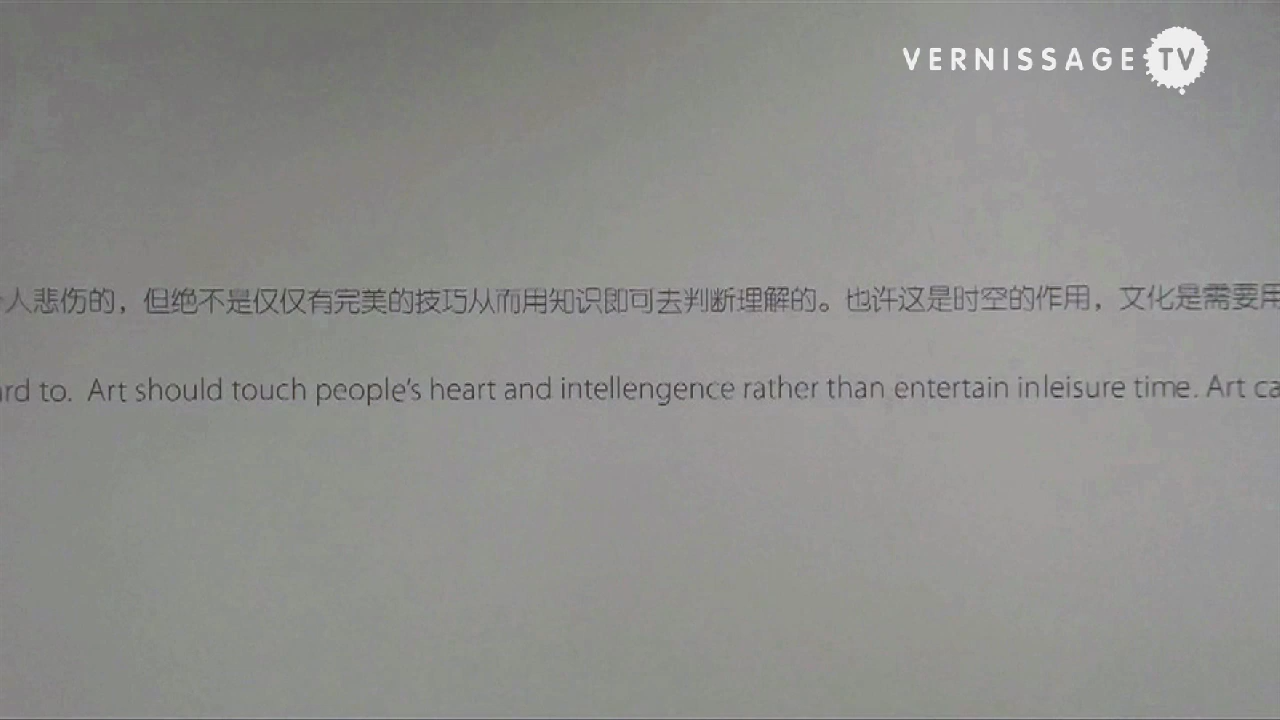 VERNISSAGE TV
人悲伤的，但绝不是仅仅有完美的技巧从而用知识即可去判断理解的。也许这是时空的作用，文化是需要用
rd to. Art should touch people's heart and intellengence rather than entertain inleisure time. Art ca